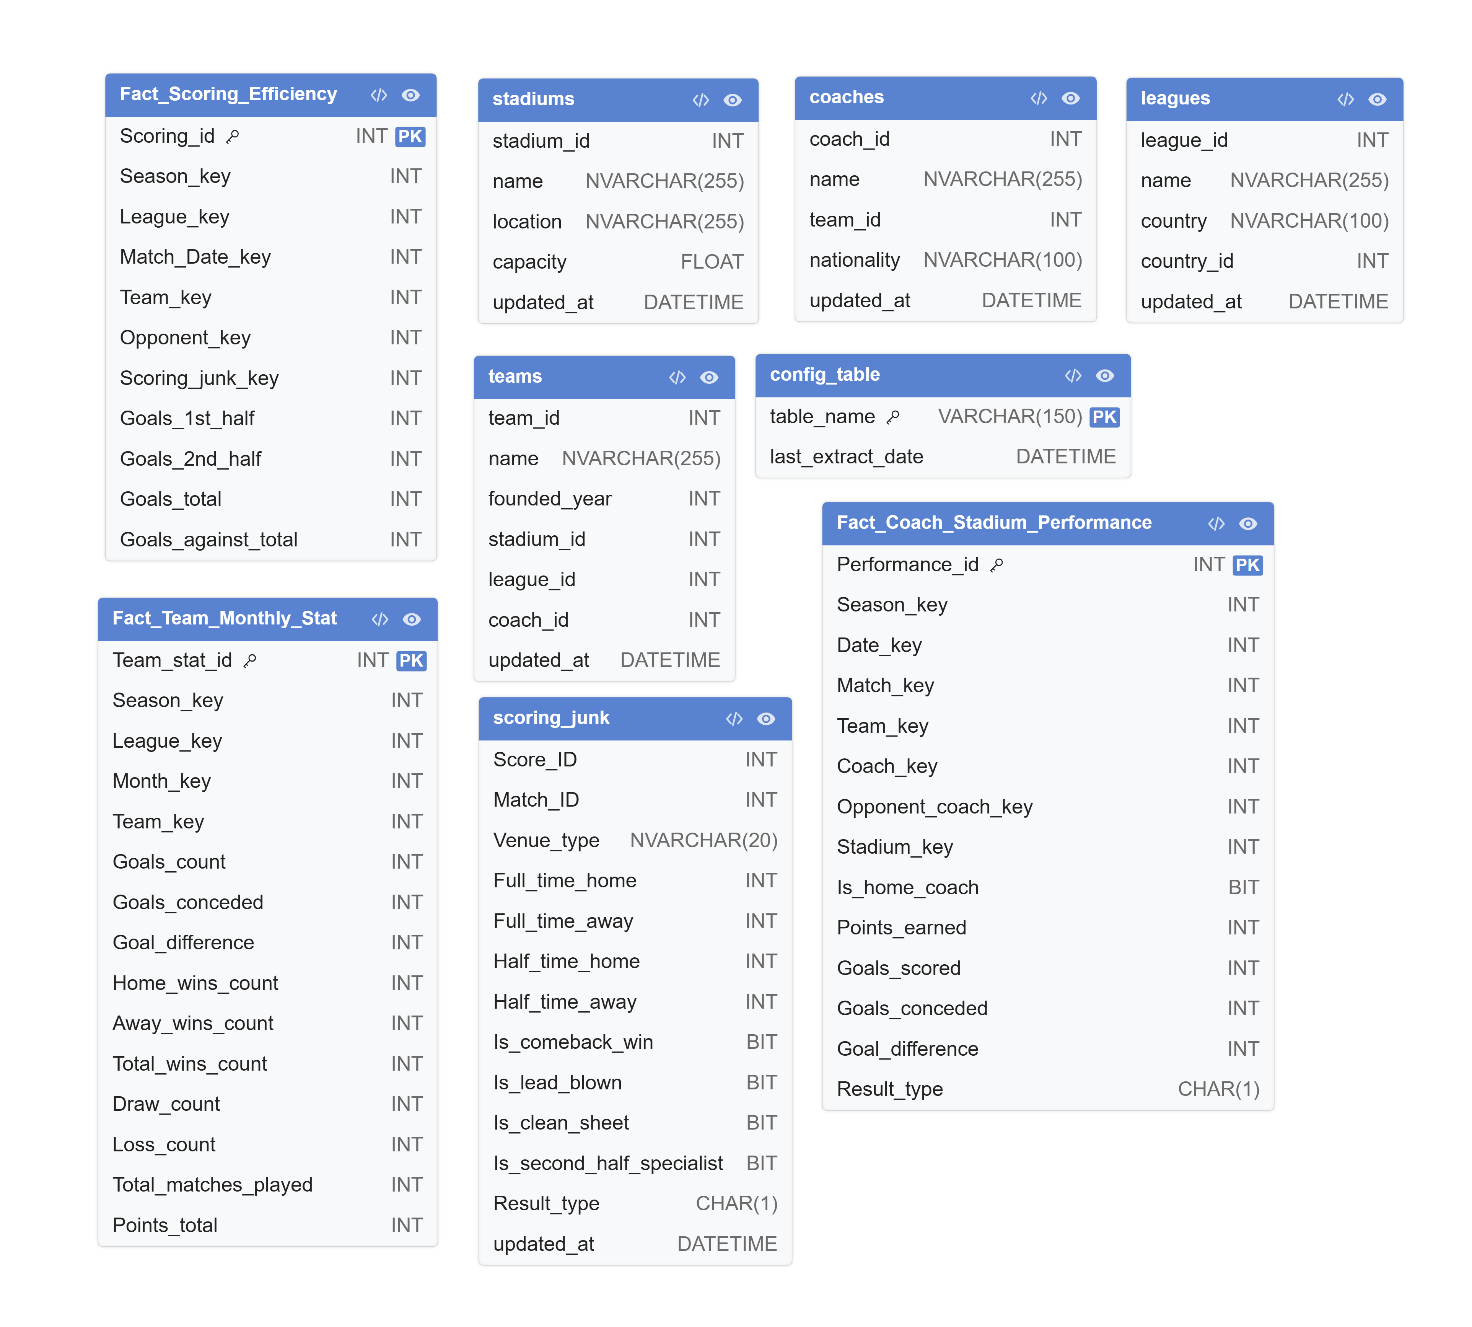 Fact_Scoring_Efficiency
Scoring_id INT PK
Season_key INT
League_key INT
Match_Date_key INT
Team_key INT
Opponent_key INT
Scoring_junk_key INT
Goals_1st_half INT
Goals_2nd_half INT
Goals_total INT
Goals_against_total INT
stadiums
stadium_id INT
name NVARCHAR(255)
location NVARCHAR(255)
capacity FLOAT
updated_at DATETIME
coaches
coach_id INT
name NVARCHAR(255)
team_id INT
nationality NVARCHAR(100)
updated_at DATETIME
leagues
league_id INT
name NVARCHAR(255)
country NVARCHAR(100)
country_id INT
updated_at DATETIME
teams
team_id INT
name NVARCHAR(255)
founded_year INT
stadium_id INT
league_id INT
coach_id INT
updated_at DATETIME
config_table
table_name VARCHAR(150) PK
last_extract_date DATETIME
Fact_Coach_Stadium_Performance
Performance_id INT PK
Season_key INT
Date_key INT
Match_key INT
Team_key INT
Coach_key INT
Opponent_coach_key INT
Stadium_key INT
Is_home_coach BIT
Points_earned INT
Goals_scored INT
Goals_conceded INT
Goal_difference INT
Result_type CHAR(1)
Fact_Team_Monthly_Stat
Team_stat_id INT PK
Season_key INT
League_key INT
Month_key INT
Team_key INT
Goals_count INT
Goals_conceded INT
Goal_difference INT
Home_wins_count INT
Away_wins_count INT
Total_wins_count INT
Draw_count INT
Loss_count INT
Total_matches_played INT
Points_total INT
scoring_junk
Score_ID INT
Match_ID INT
Venue_type NVARCHAR(20)
Full_time_home INT
Full_time_away INT
Half_time_home INT
Half_time_away INT
Is_comeback_win BIT
Is_lead_blown BIT
Is_clean_sheet BIT
Is_second_half_specialist BIT
Result_type CHAR(1)
updated_at DATETIME